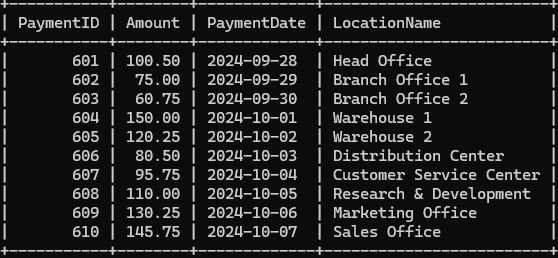 PaymentID | Amount | PaymentDate | LocationName
601 | 100.50 | 2024-09-28 | Head Office
602 | 75.00 | 2024-09-29 | Branch Office 1
603 | 60.75 | 2024-09-30 | Branch Office 2
604 | 150.00 | 2024-10-01 | Warehouse 1
605 | 120.25 | 2024-10-02 | Warehouse 2
606 | 80.50 | 2024-10-03 | Distribution Center
607 | 95.75 | 2024-10-04 | Customer Service Center
608 | 110.00 | 2024-10-05 | Research & Development
609 | 130.25 | 2024-10-06 | Marketing Office
610 | 145.75 | 2024-10-07 | Sales Office